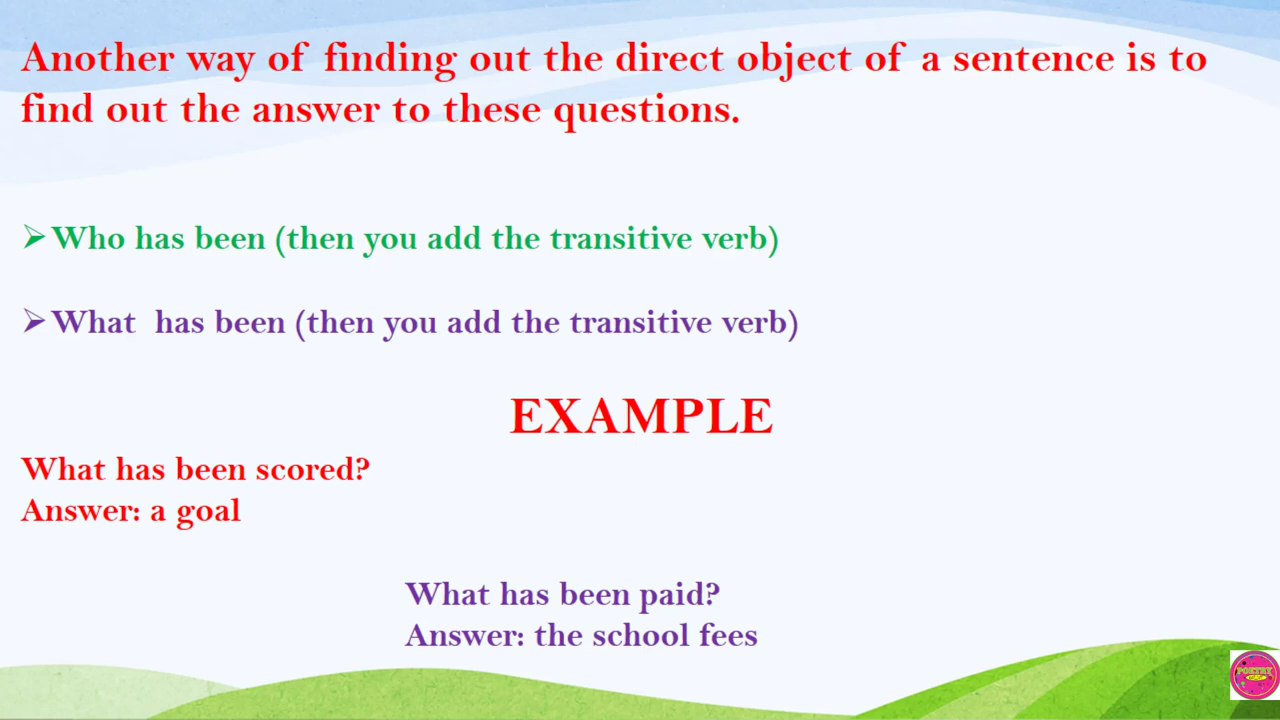 Another way of finding out the direct object of a sentence is to
find out the answer to these questions.
Who has been (then you add the transitive verb)
What has been (then you add the transitive verb)
EXAMPLE
What has been scored?
Answer: a goal
What has been paid?
Answer: the school fees
POETRY